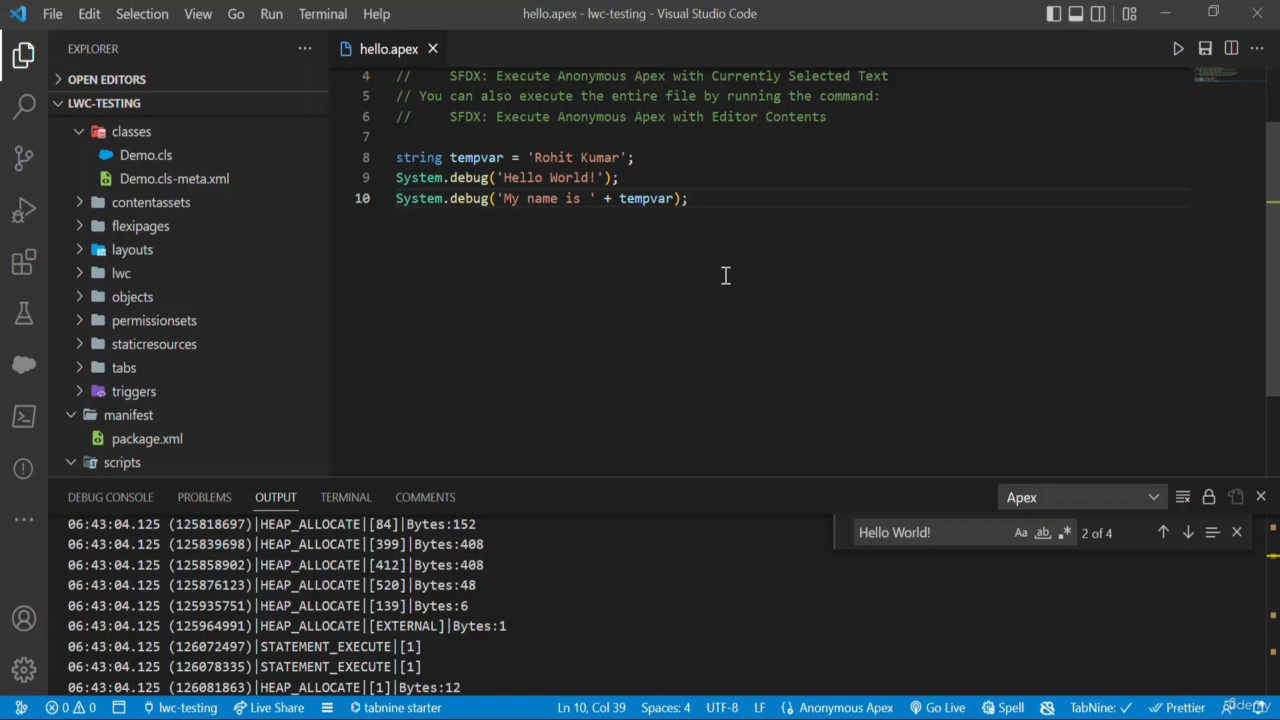 File Edit Selection View Go Run Terminal Help
hello.apex - lwc-testing - Visual Studio Code
EXPLORER
OPEN EDITORS
LWC-TESTING
classes
Demo.cls
Demo.cls-meta.xml
contentassets
flexipages
layouts
lwc
objects
permissionsets
staticresources
tabs
triggers
manifest
package.xml
scripts
hello.apex
4 // SFDX: Execute Anonymous Apex with Currently Selected Text
5 // You can also execute the entire file by running the command:
6 // SFDX: Execute Anonymous Apex with Editor Contents
7
8 string tempvar = 'Rohit Kumar';
9 System.debug('Hello World!');
10 System.debug('My name is ' + tempvar);
DEBUG CONSOLE PROBLEMS OUTPUT TERMINAL COMMENTS
Apex
Hello World! Aa ab .* 2 of 4
06:43:04.125 (125818697)|HEAP_ALLOCATE|[84]|Bytes:152
06:43:04.125 (125839698)|HEAP_ALLOCATE|[399]|Bytes:408
06:43:04.125 (125858902)|HEAP_ALLOCATE|[412]|Bytes:408
06:43:04.125 (125876123)|HEAP_ALLOCATE|[520]|Bytes:48
06:43:04.125 (125935751)|HEAP_ALLOCATE|[139]|Bytes:6
06:43:04.125 (125964991)|HEAP_ALLOCATE|[EXTERNAL]|Bytes:1
06:43:04.125 (126072497)|STATEMENT_EXECUTE|[1]
06:43:04.125 (126078335)|STATEMENT_EXECUTE|[1]
06:43:04.125 (126081863)|HEAP_ALLOCATE|[1]|Bytes:12
0 0 lwc-testing Live Share tabnine starter Ln 10, Col 39 Spaces: 4 UTF-8 LF Anonymous Apex Go Live Spell TabNine: Prettier
Udemy